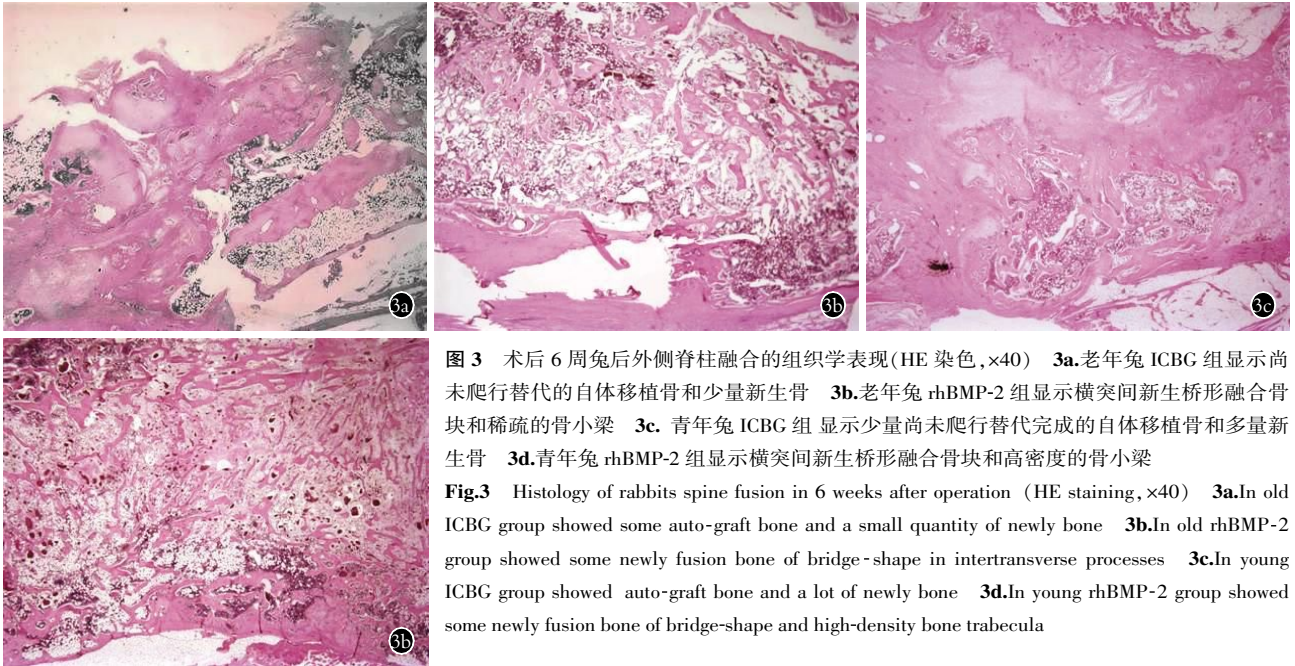 3a
3b
3c
3b
图 3 术后 6 周兔后外侧脊柱融合的组织学表现(HE 染色,×40) 3a.老年兔 ICBG 组显示尚
未爬行替代的自体移植骨和少量新生骨 3b.老年兔 rhBMP-2 组显示横突间新生桥形融合骨
块和稀疏的骨小梁 3c. 青年兔 ICBG 组 显示少量尚未爬行替代完成的自体移植骨和多量新
生骨 3d.青年兔 rhBMP-2 组显示横突间新生桥形融合骨块和高密度的骨小梁
Fig.3 Histology of rabbits spine fusion in 6 weeks after operation (HE staining, ×40) 3a.In old
ICBG group showed some auto-graft bone and a small quantity of newly bone 3b.In old rhBMP-2
group showed some newly fusion bone of bridge-shape in intertransverse processes 3c.In young
ICBG group showed auto-graft bone and a lot of newly bone 3d.In young rhBMP-2 group showed
some newly fusion bone of bridge-shape and high-density bone trabecula